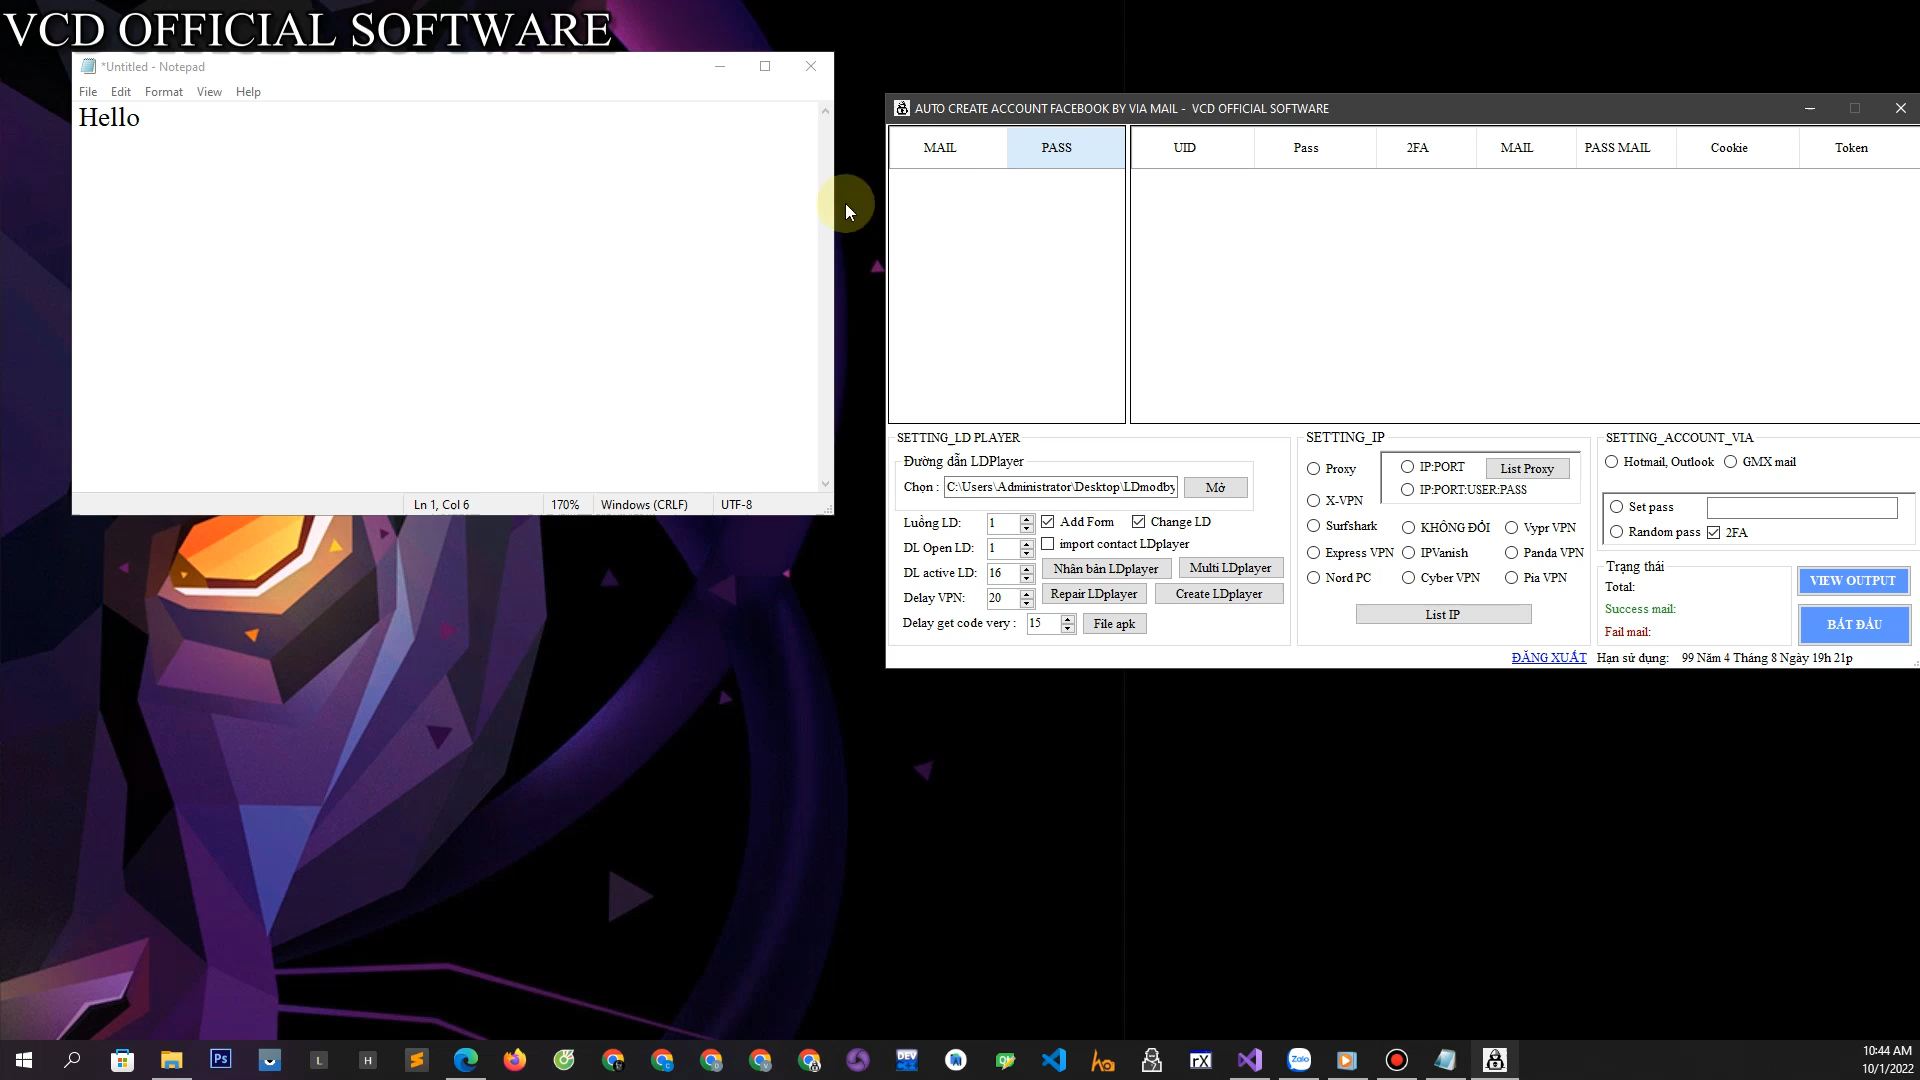 VCD OFFICIAL SOFTWARE
*Untitled - Notepad
File Edit Format View Help
Hello
Ln 1, Col 6 170% Windows (CRLF) UTF-8
AUTO CREATE ACCOUNT FACEBOOK BY VIA MAIL - VCD OFFICIAL SOFTWARE
MAIL PASS UID Pass 2FA MAIL PASS MAIL Cookie Token
SETTING_LD PLAYER
Đường dẫn LDPlayer
Chọn : C:\Users\Administrator\Desktop\LDmodby Mở
Luồng LD: 1 Add Form Change LD
DL Open LD: 1 import contact LDplayer
DL active LD: 16 Nhân bản LDplayer Multi LDplayer
Delay VPN: 20 Repair LDplayer Create LDplayer
Delay get code very : 15 File apk
SETTING_IP
Proxy IP:PORT List Proxy
IP:PORT:USER:PASS
X-VPN
Surfshark KHÔNG ĐỔI Vypr VPN
Express VPN IPVanish Panda VPN
Nord PC Cyber VPN Pia VPN
List IP
SETTING_ACCOUNT_VIA
Hotmail, Outlook GMX mail
Set pass
Random pass 2FA
Trạng thái
Total:
Success mail:
Fail mail:
VIEW OUTPUT
BẮT ĐẦU
ĐĂNG XUẤT Hạn sử dụng: 99 Năm 4 Tháng 8 Ngày 19h 21p
Ps L H DEV rX Zalo
10:44 AM
10/1/2022